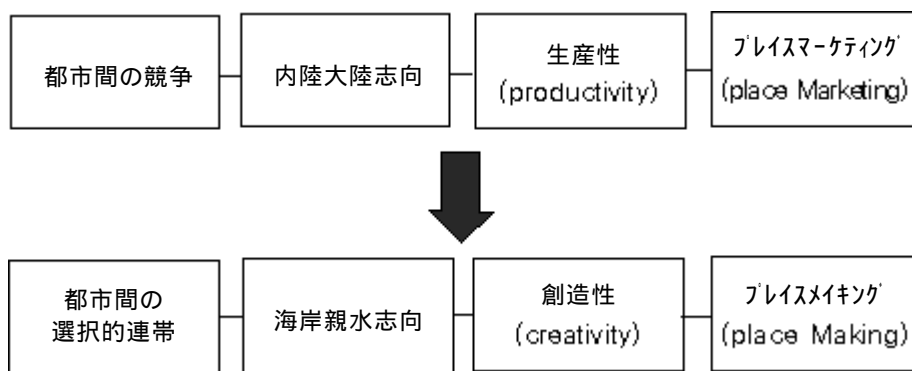 都市間の競争
内陸大陸志向
生産性
(productivity)
プレイスマーケティング
(place Marketing)
都市間の
選択的連帯
海岸親水志向
創造性
(creativity)
プレイスメイキング
(place Making)